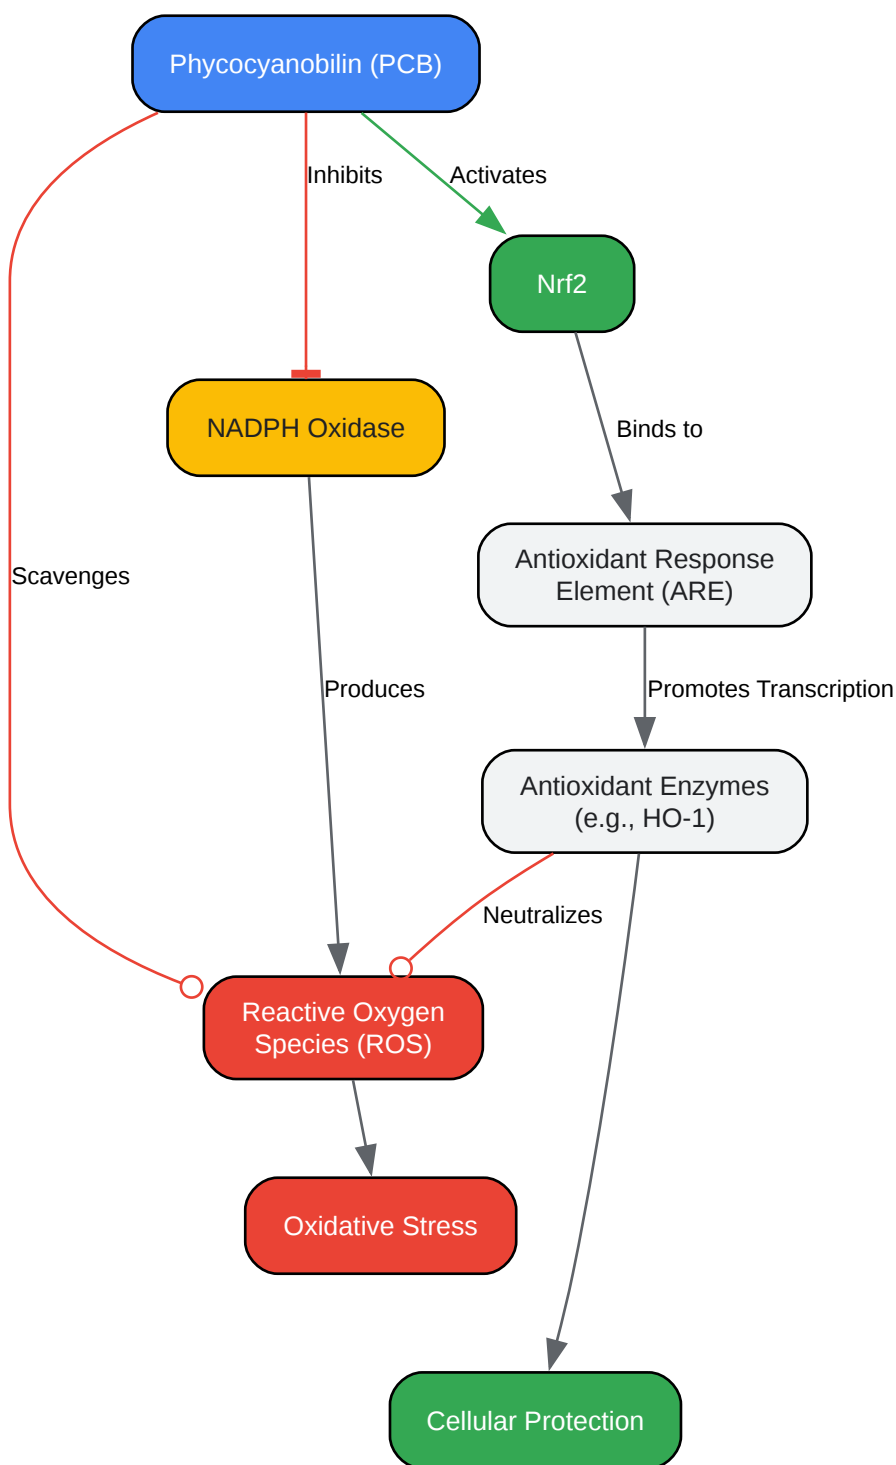 Phycocyanobilin (PCB)
Inhibits
Activates
Nrf2
NADPH Oxidase
Binds to
Antioxidant Response
Element (ARE)
Scavenges
Produces
Promotes Transcription
Antioxidant Enzymes
(e.g., HO-1)
Neutralizes
Reactive Oxygen
Species (ROS)
Oxidative Stress
Cellular Protection